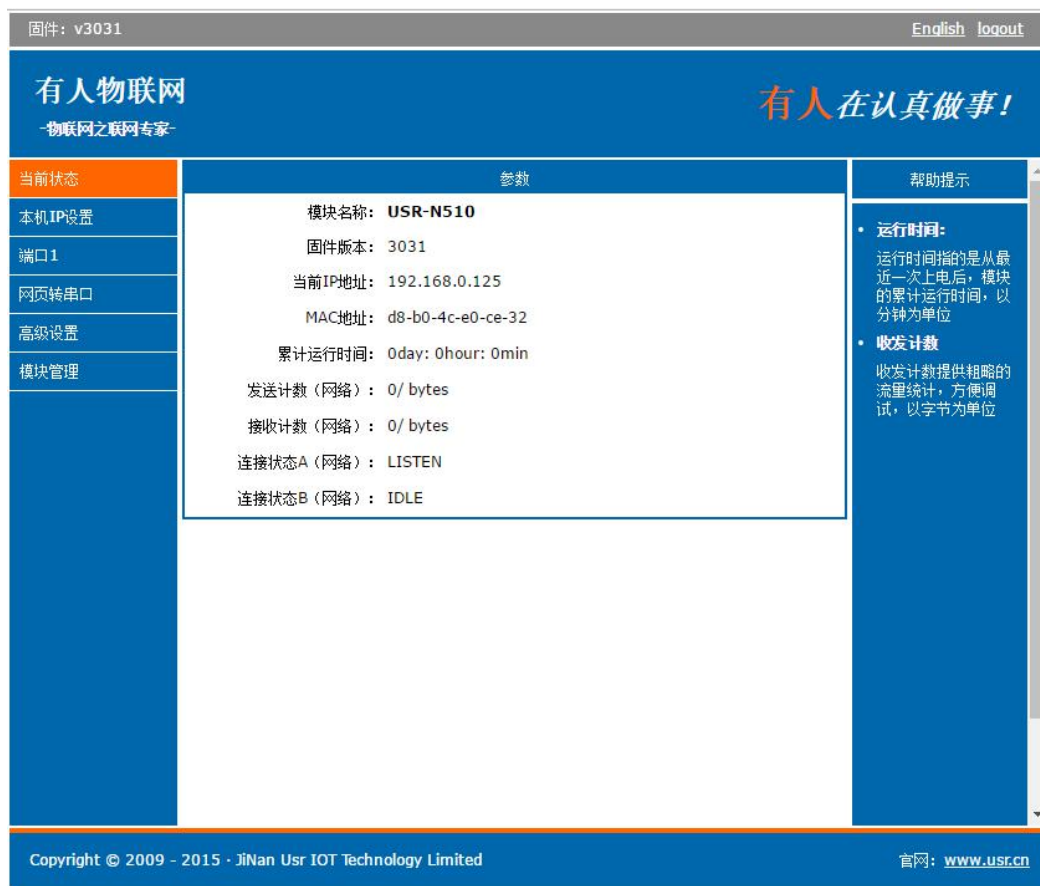 固件：v3031
English logout
有人物联网
-物联网之联网专家-
有人在认真做事！
当前状态
本机IP设置
端口1
网页转串口
高级设置
模块管理
参数
模块名称： USR-N510
固件版本： 3031
当前IP地址： 192.168.0.125
MAC地址： d8-b0-4c-e0-ce-32
累计运行时间： 0day: 0hour: 0min
发送计数（网络）： 0/ bytes
接收计数（网络）： 0/ bytes
连接状态A（网络）： LISTEN
连接状态B（网络）： IDLE
帮助提示
• 运行时间：
运行时间指的是从最
近一次上电后，模块
的累计运行时间，以
分钟为单位
• 收发计数
收发计数提供粗略的
流量统计，方便调
试，以字节为单位
Copyright © 2009 - 2015 · JiNan Usr IOT Technology Limited
官网：www.usr.cn